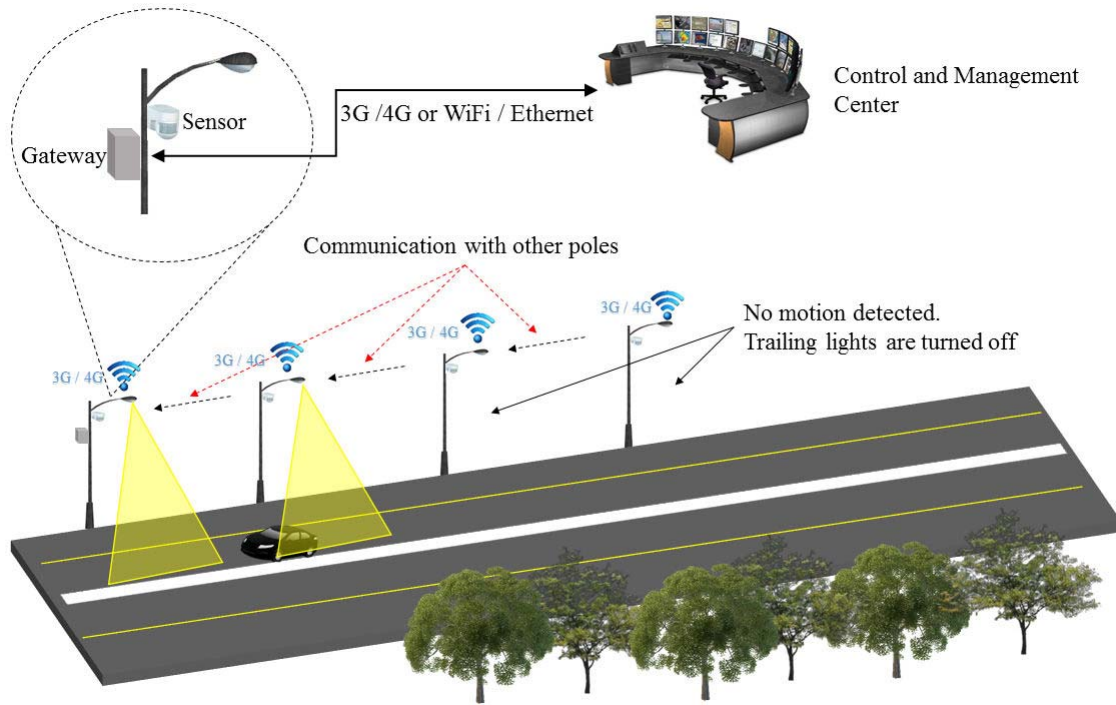 Control and Management
Center
3G /4G or WiFi / Ethernet
Sensor
Gateway
Communication with other poles
No motion detected.
Trailing lights are turned off
3G / 4G
3G / 4G
3G / 4G
3G / 4G